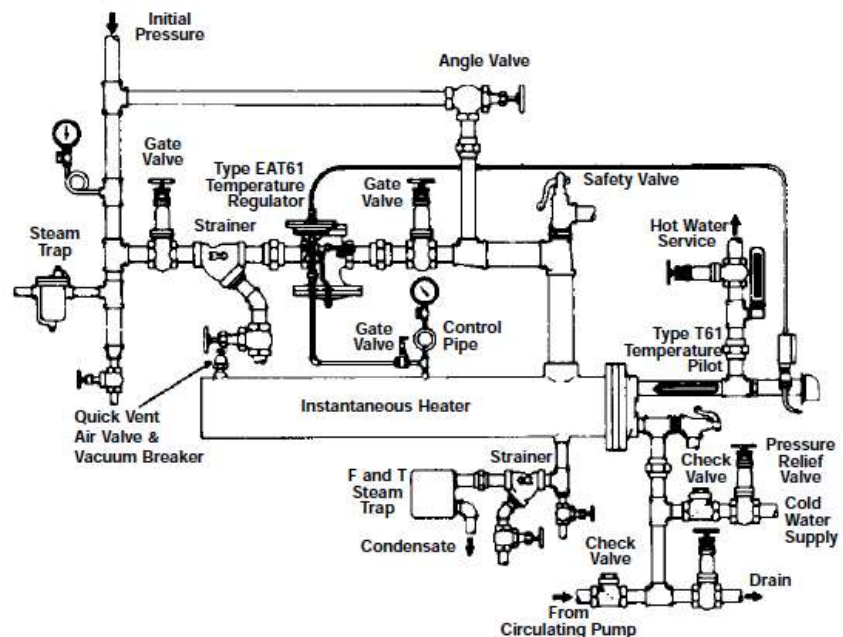 Initial
Pressure
Angle Valve
Gate
Valve
Type EAT61
Temperature
Regulator
Gate
Valve
Safety Valve
Strainer
Hot Water
Service
Steam
Trap
Gate
Valve
Control
Pipe
Type T61
Temperature
Pilot
Quick Vent
Air Valve &
Vacuum Breaker
Instantaneous Heater
F and T
Steam
Trap
Strainer
Check
Valve
Pressure
Relief
Valve
Cold
Water
Supply
Condensate
Check
Valve
Drain
From
Circulating Pump